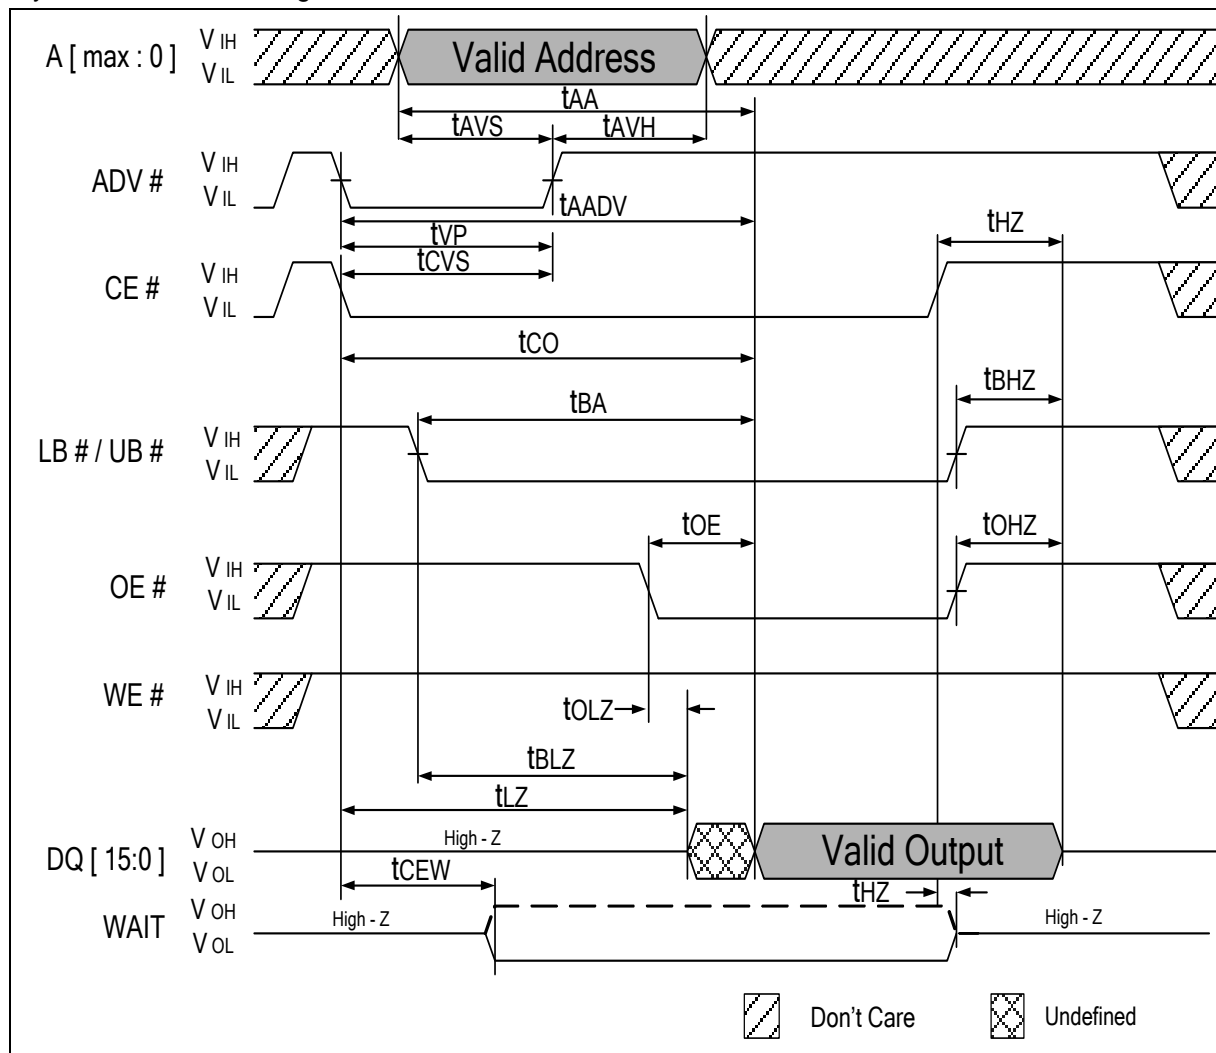 A [ max : 0 ]
V IH
V IL
Valid Address
tAA
tAVS
tAVH
ADV #
V IH
V IL
tAADV
tVP
tCVS
tHZ
CE #
V IH
V IL
tCO
tBA
tBHZ
LB # / UB #
V IH
V IL
tOE
tOHZ
OE #
V IH
V IL
WE #
V IH
V IL
tOLZ
tBLZ
tLZ
DQ [ 15:0 ]
V OH
V OL
High - Z
Valid Output
tCEW
tHZ
WAIT
V OH
V OL
High - Z
High - Z
Don't Care
Undefined